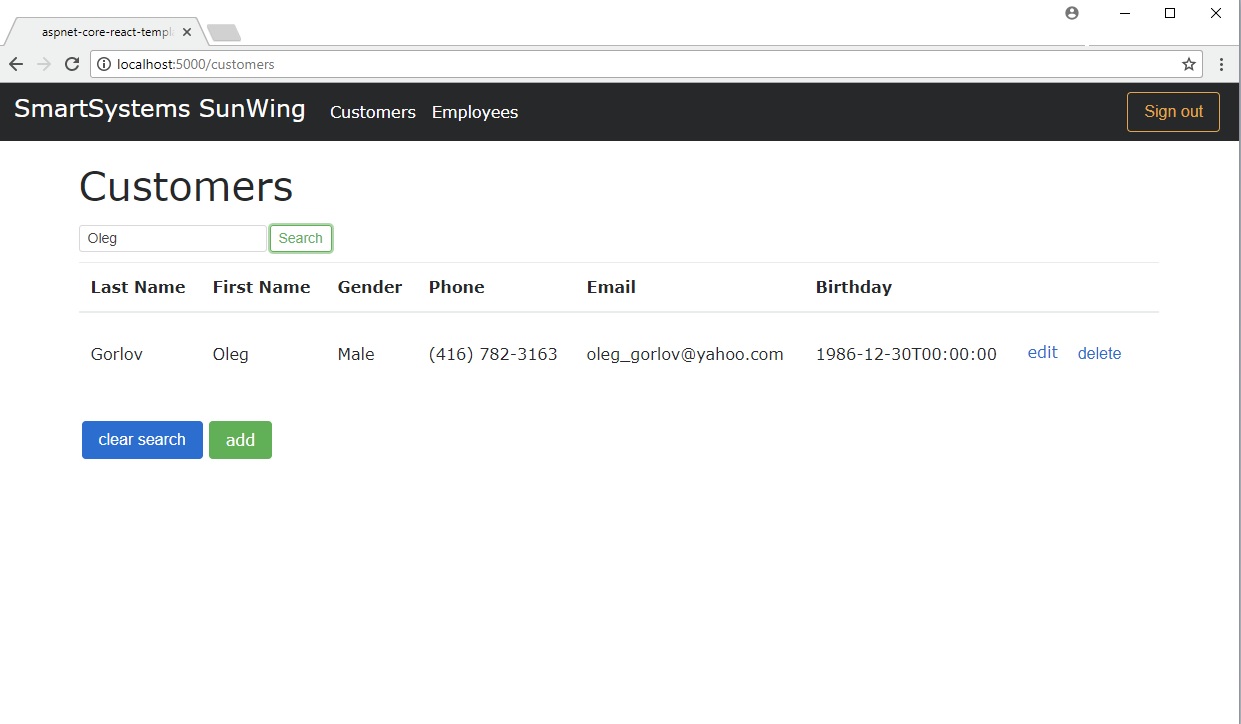 aspnet-core-react-templa
localhost:5000/customers
SmartSystems SunWing Customers Employees Sign out
Customers
Oleg Search
Last Name First Name Gender Phone Email Birthday
Gorlov Oleg Male (416) 782-3163 oleg_gorlov@yahoo.com 1986-12-30T00:00:00 edit delete
clear search add